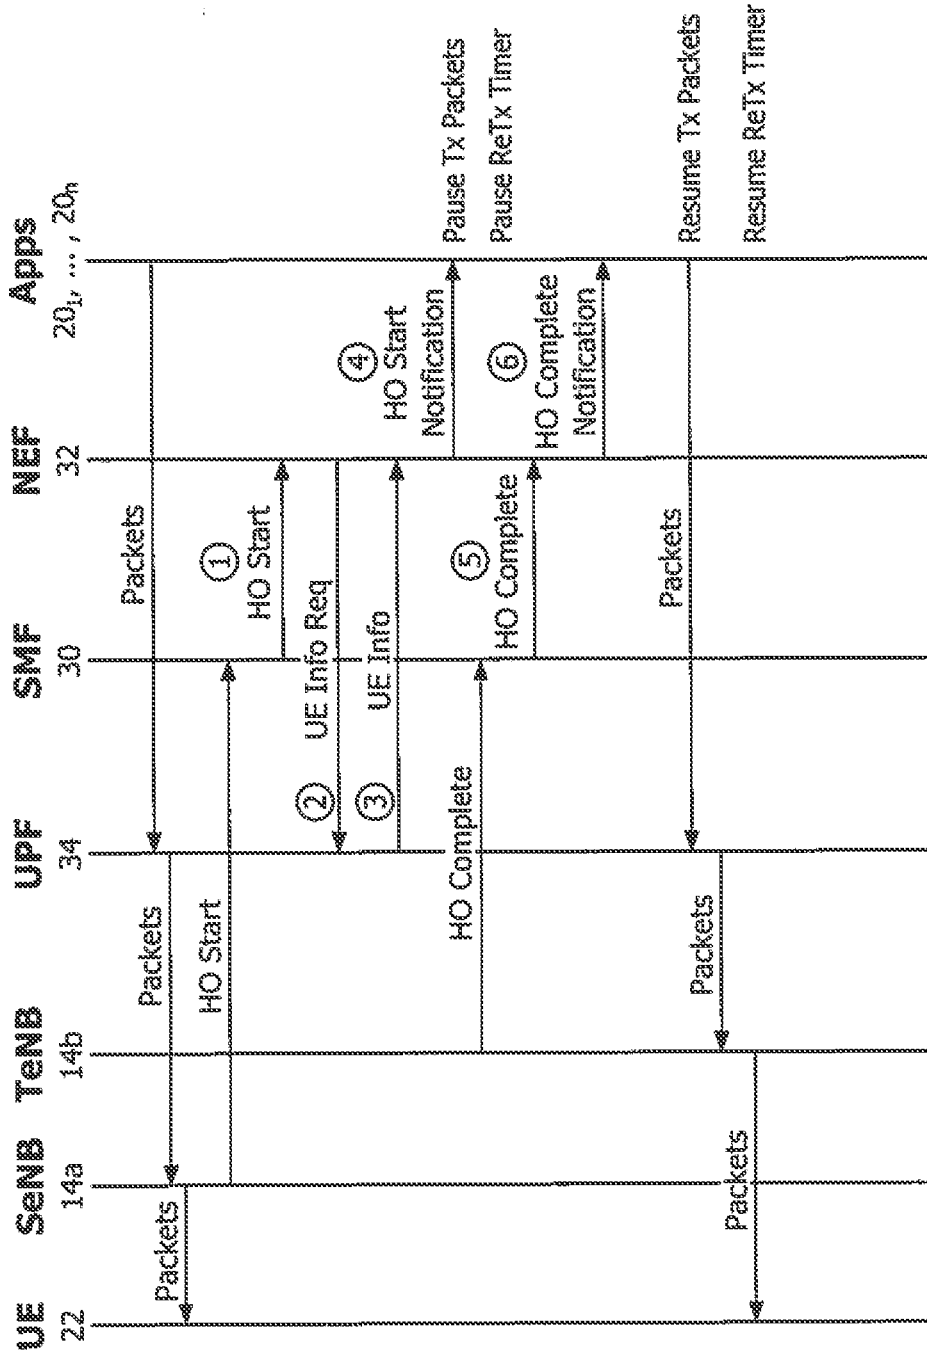 UE SeNB TeNB UPF SMF NEF Apps
22 14a 14b 34 30 32 20₁, ... , 20ₙ
Packets
Packets
Packets
HO Start
1
HO Start
2 UE Info Req
3 UE Info
4
HO Start
Notification
Pause Tx Packets
Pause ReTx Timer
HO Complete
5
HO Complete
6
HO Complete
Notification
Packets
Resume Tx Packets
Packets
Packets
Resume ReTx Timer